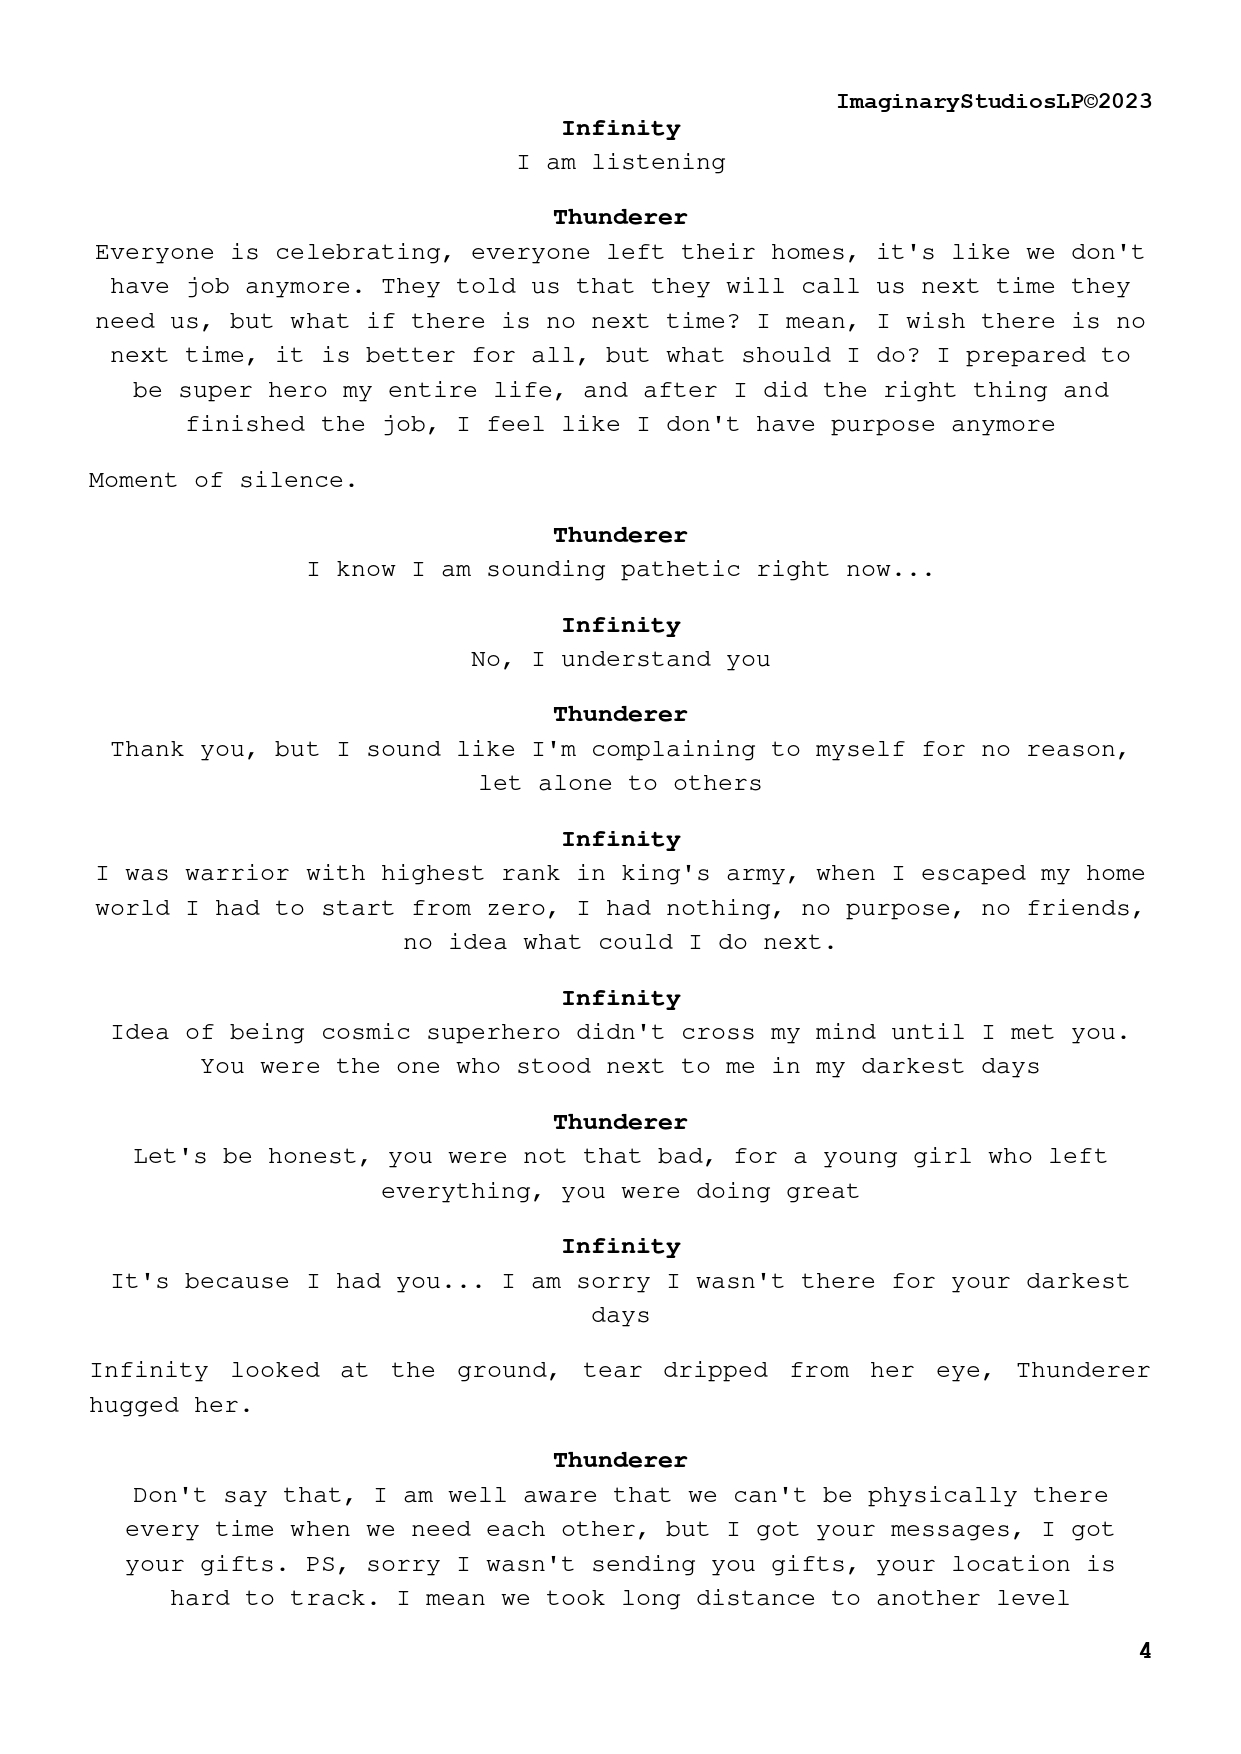 ImaginaryStudiosLP©2023
Infinity
I am listening
Thunderer
Everyone is celebrating, everyone left their homes, it's like we don't
have job anymore. They told us that they will call us next time they
need us, but what if there is no next time? I mean, I wish there is no
next time, it is better for all, but what should I do? I prepared to
be super hero my entire life, and after I did the right thing and
finished the job, I feel like I don't have purpose anymore
Moment of silence.
Thunderer
I know I am sounding pathetic right now...
Infinity
No, I understand you
Thunderer
Thank you, but I sound like I'm complaining to myself for no reason,
let alone to others
Infinity
I was warrior with highest rank in king's army, when I escaped my home
world I had to start from zero, I had nothing, no purpose, no friends,
no idea what could I do next.
Infinity
Idea of being cosmic superhero didn't cross my mind until I met you.
You were the one who stood next to me in my darkest days
Thunderer
Let's be honest, you were not that bad, for a young girl who left
everything, you were doing great
Infinity
It's because I had you... I am sorry I wasn't there for your darkest
days
Infinity looked at the ground, tear dripped from her eye, Thunderer
hugged her.
Thunderer
Don't say that, I am well aware that we can't be physically there
every time when we need each other, but I got your messages, I got
your gifts. PS, sorry I wasn't sending you gifts, your location is
hard to track. I mean we took long distance to another level
4